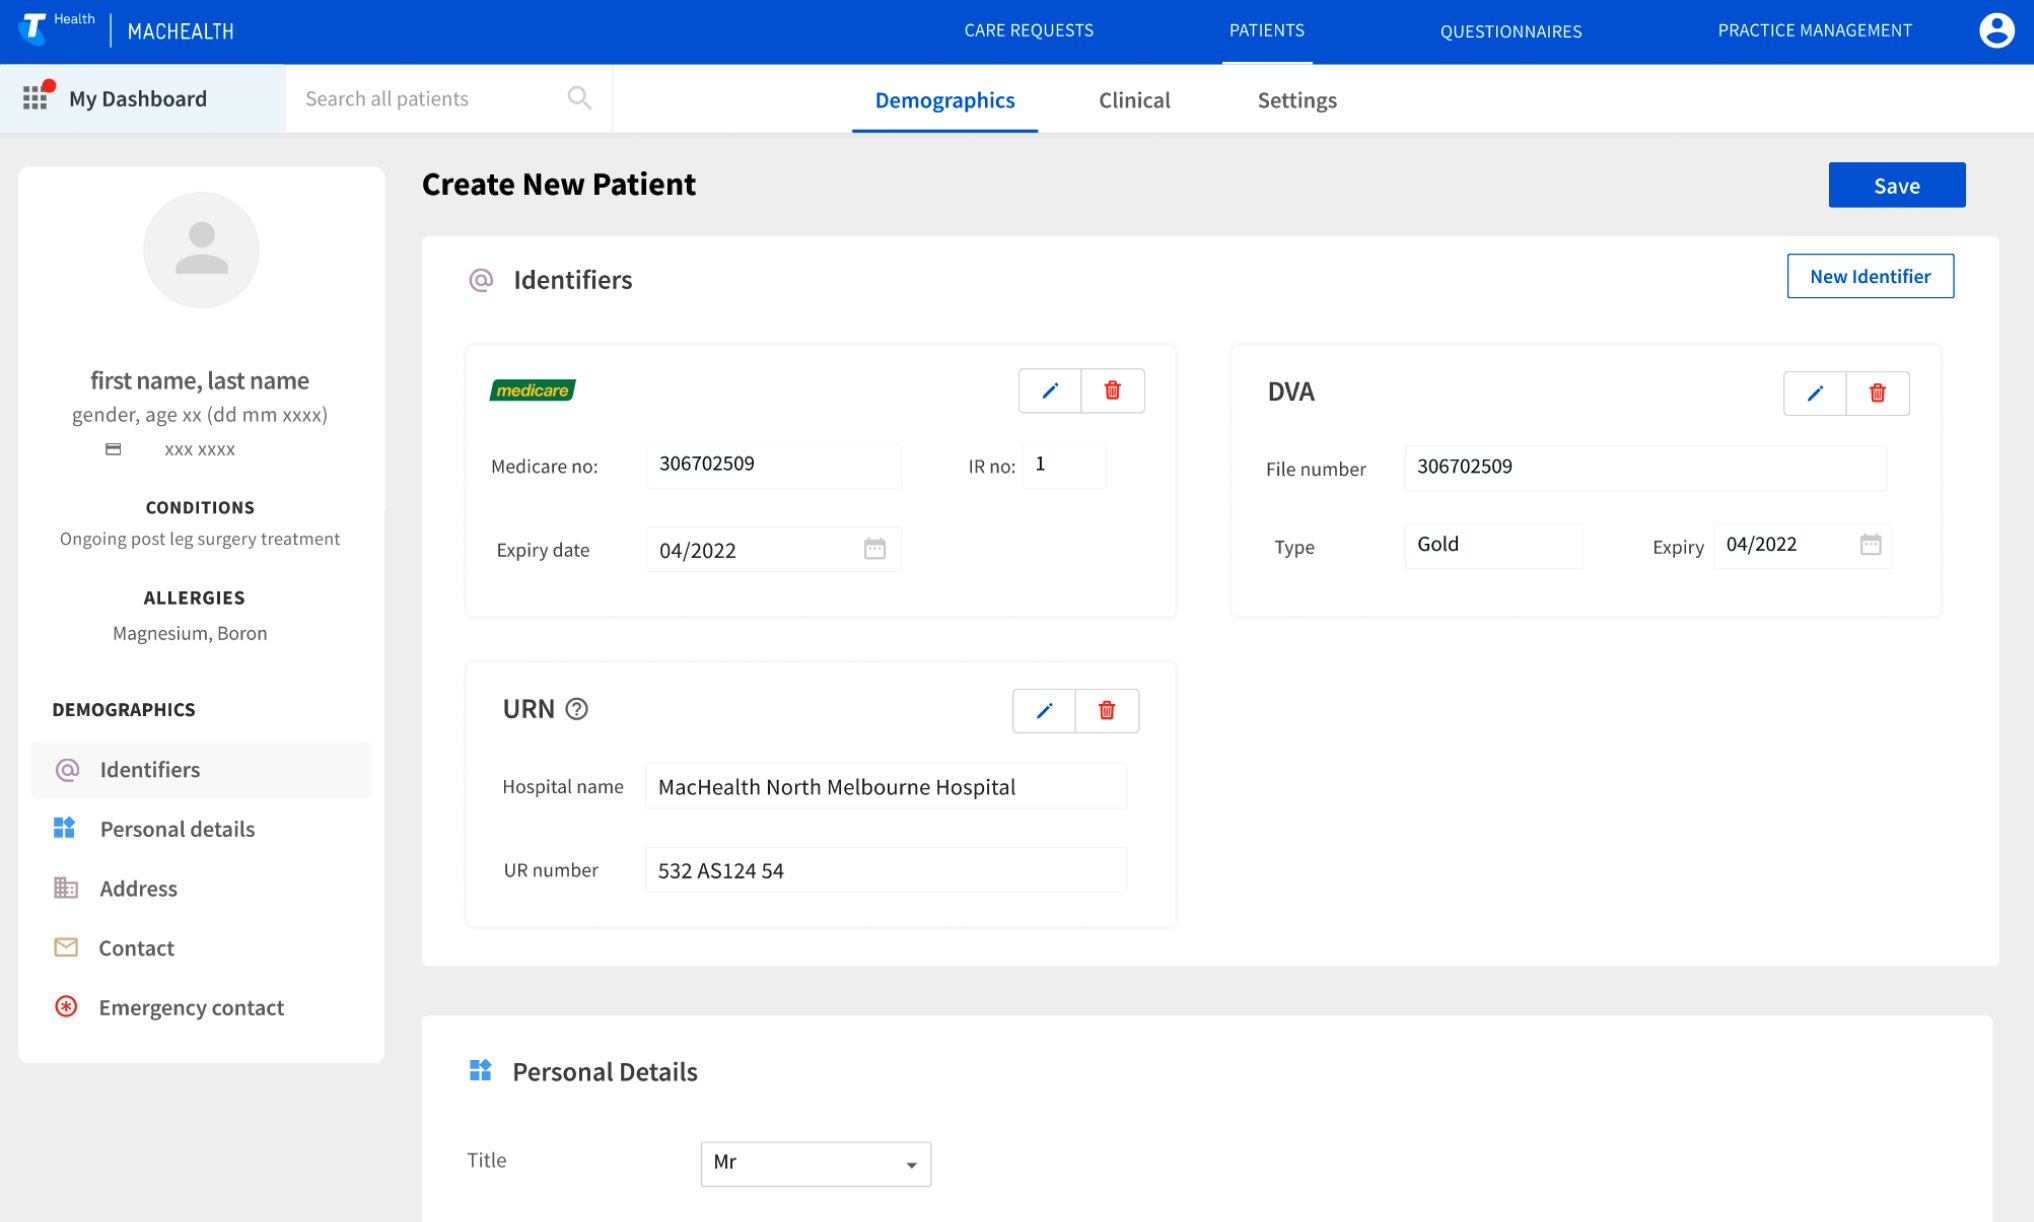 Health
MACHEALTH
CARE REQUESTS
PATIENTS
QUESTIONNAIRES
PRACTICE MANAGEMENT
My Dashboard
Search all patients
Demographics
Clinical
Settings
first name, last name
gender, age xx (dd mm xxxx)
xxx xxxx
CONDITIONS
Ongoing post leg surgery treatment
ALLERGIES
Magnesium, Boron
DEMOGRAPHICS
Identifiers
Personal details
Address
Contact
Emergency contact
Create New Patient
Save
Identifiers
New Identifier
medicare
Medicare no: 306702509 IR no: 1
Expiry date 04/2022
DVA
File number 306702509
Type Gold Expiry 04/2022
URN
Hospital name MacHealth North Melbourne Hospital
UR number 532 AS124 54
Personal Details
Title Mr